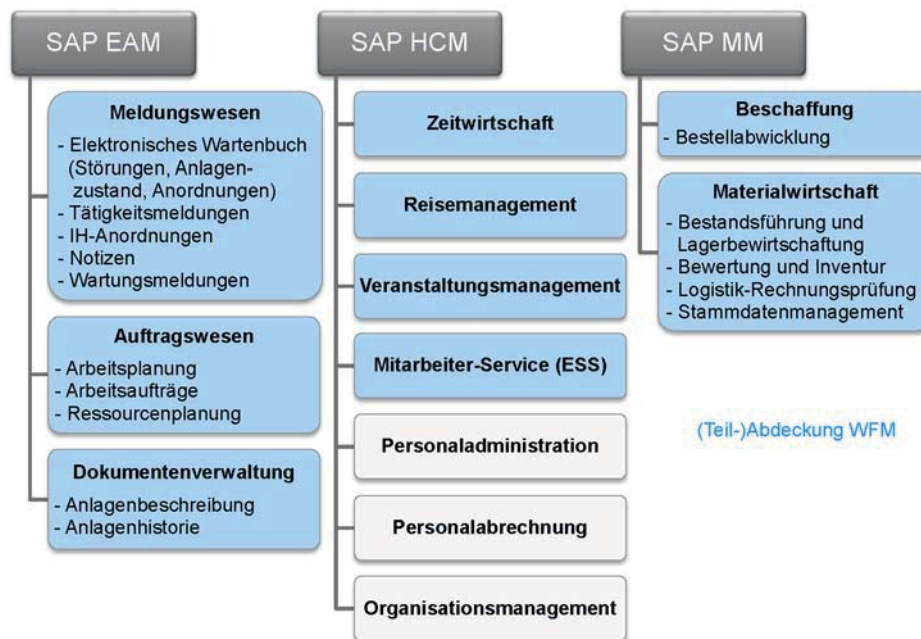 SAP EAM
Meldungswesen
- Elektronisches Wartenbuch
(Störungen, Anlagen-
zustand, Anordnungen)
- Tätigkeitsmeldungen
- IH-Anordnungen
- Notizen
- Wartungsmeldungen
Auftragswesen
- Arbeitsplanung
- Arbeitsaufträge
- Ressourcenplanung
Dokumentenverwaltung
- Anlagenbeschreibung
- Anlagenhistorie
SAP HCM
Zeitwirtschaft
Reisemanagement
Veranstaltungsmanagement
Mitarbeiter-Service (ESS)
Personaladministration
Personalabrechnung
Organisationsmanagement
SAP MM
Beschaffung
- Bestellabwicklung
Materialwirtschaft
- Bestandsführung und
Lagerbewirtschaftung
- Bewertung und Inventur
- Logistik-Rechnungsprüfung
- Stammdatenmanagement
(Teil-)Abdeckung WFM